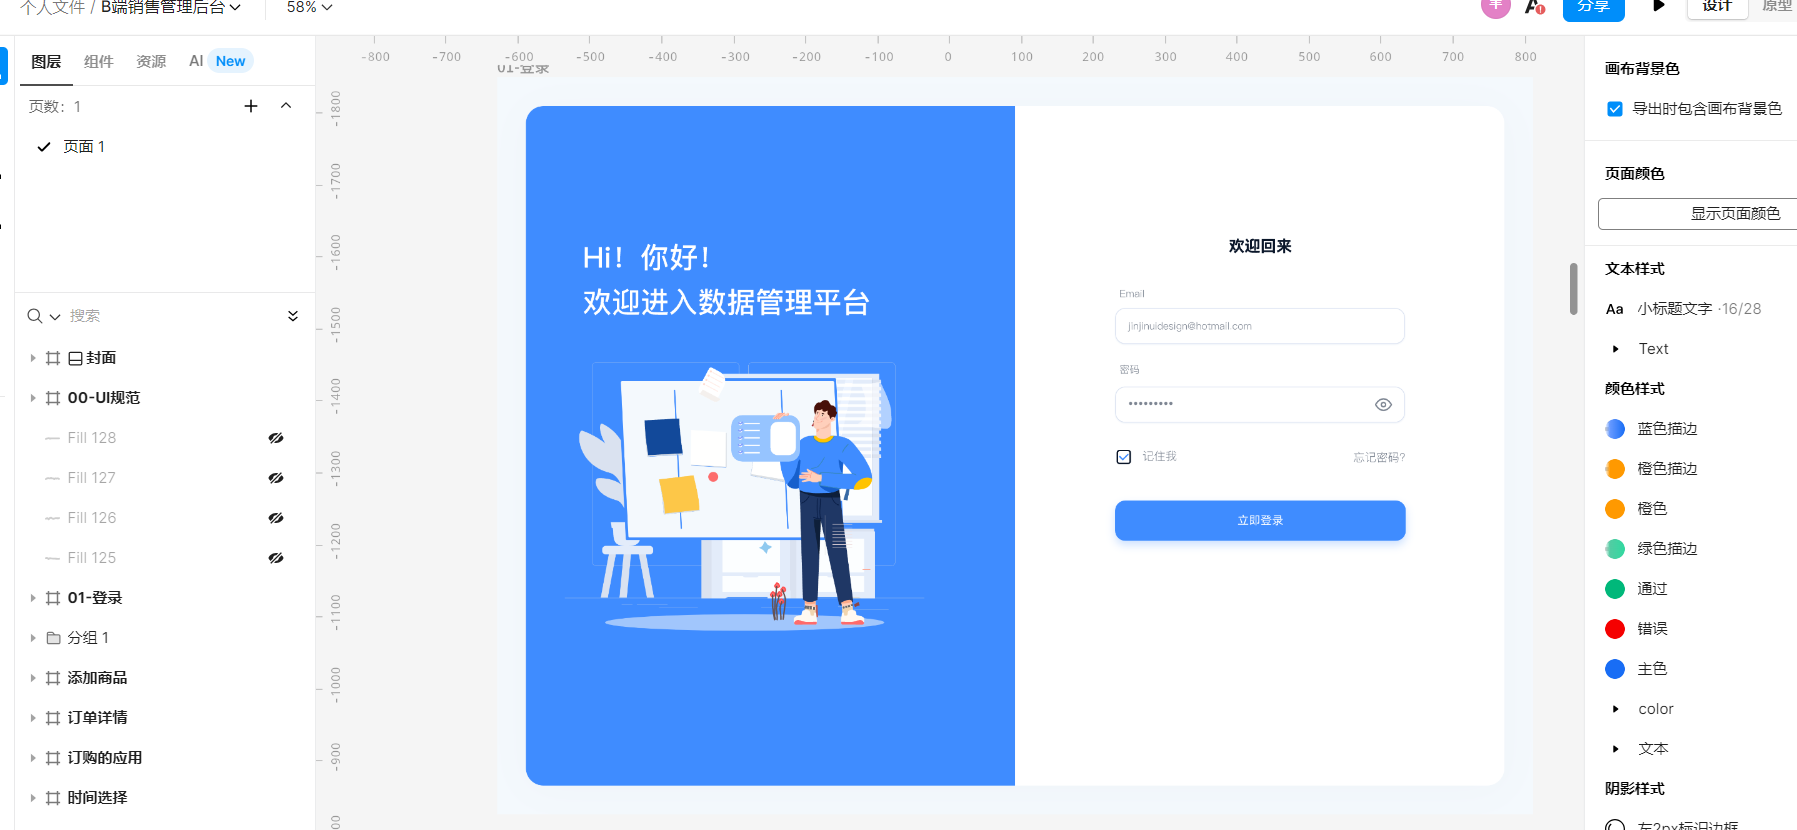 个人文件 / B端销售管理后台
58%
羊
分享
设计
原型
图层
组件
资源
AI
New
页数：1
页面 1
搜索
封面
00-UI规范
Fill 128
Fill 127
Fill 126
Fill 125
01-登录
分组 1
添加商品
订单详情
订购的应用
时间选择
-800 -700 -600 -500 -400 -300 -200 -100 0 100 200 300 400 500 600 700 800
-1800
-1700
-1600
-1500
-1400
-1300
-1200
-1100
-1000
-900
01-登录
Hi！你好！
欢迎进入数据管理平台
欢迎回来
Email
jinjinuidesign@hotmail.com
密码
•••••••••
记住我
忘记密码?
立即登录
画布背景色
导出时包含画布背景色
页面颜色
显示页面颜色
文本样式
Aa 小标题文字 ·16/28
Text
颜色样式
蓝色描边
橙色描边
橙色
绿色描边
通过
错误
主色
color
文本
阴影样式
左2px标识边框